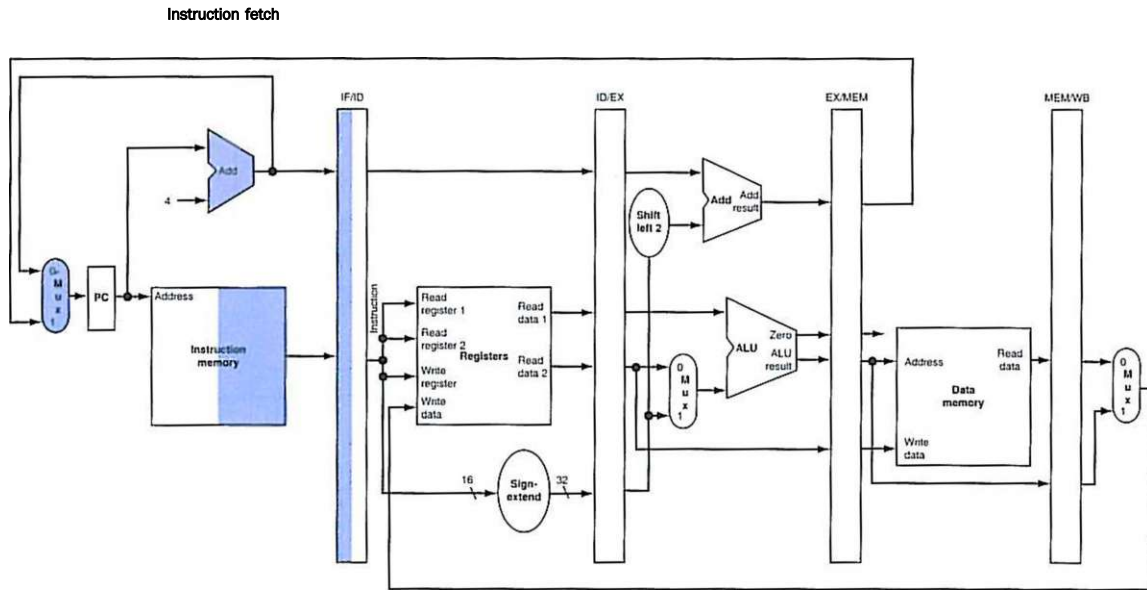 Instruction fetch
IF/ID
ID/EX
EX/MEM
MEM/WB
Add
4
Shift
left 2
Add
Add
result
0
M
u
x
1
PC
Address
Instruction
memory
Instruction
Read
register 1
Read
register 2
Write
register
Write
data
Registers
Read
data 1
Read
data 2
16
Sign-
extend
32
0
M
u
x
1
ALU
Zero
ALU
result
Address
Write
data
Data
memory
Read
data
0
M
u
x
1